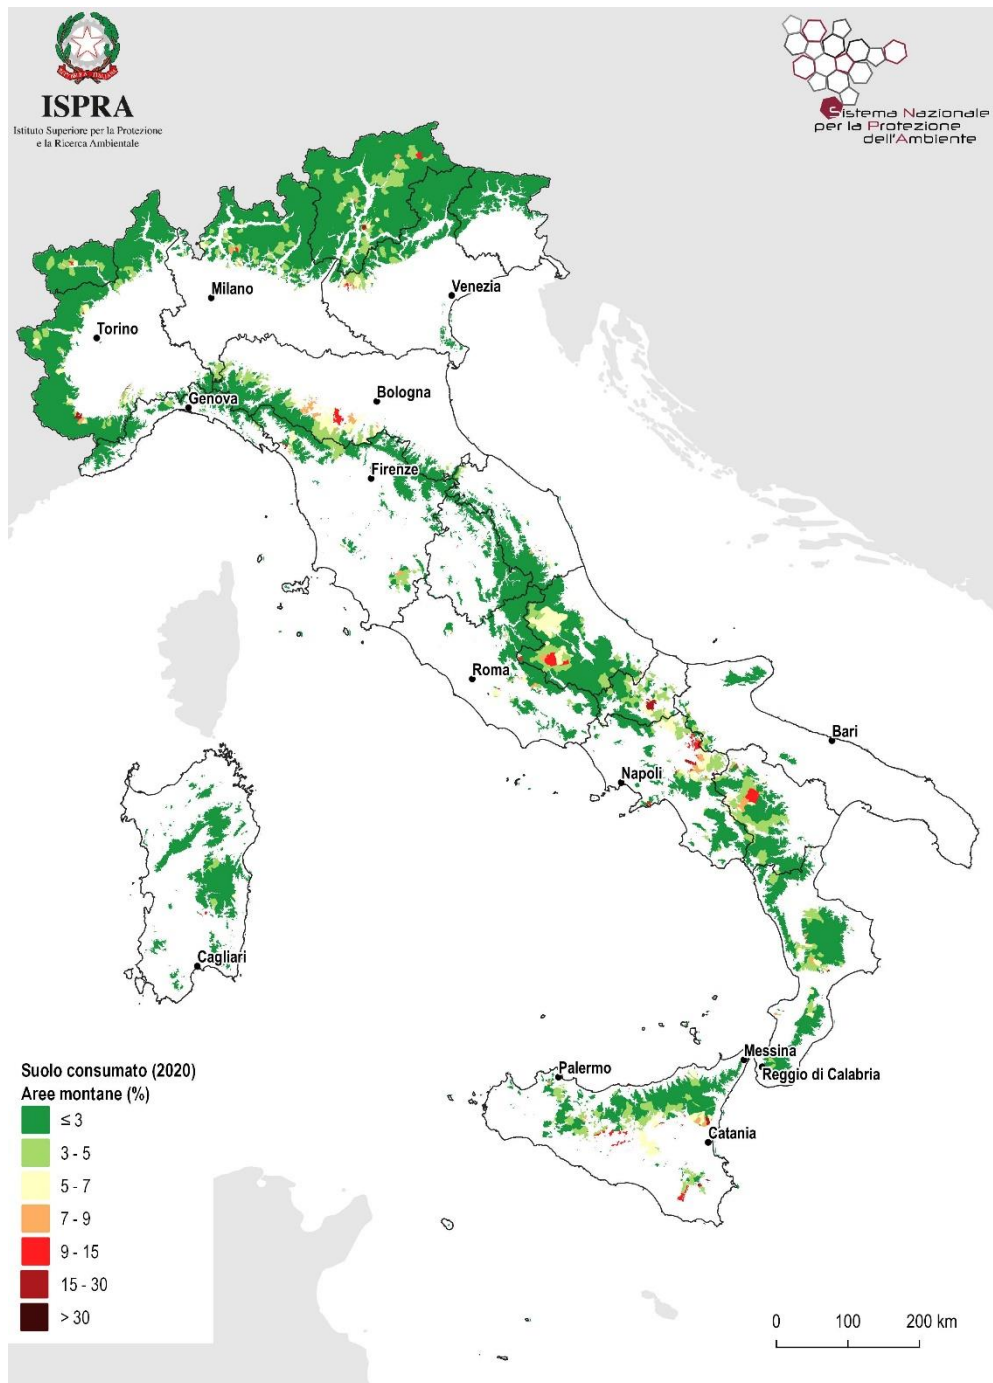 ISPRA
Istituto Superiore per la Protezione
e la Ricerca Ambientale
Sistema Nazionale
per la Protezione
dell'Ambiente
Milano
Venezia
Torino
Bologna
Genova
Firenze
Roma
Bari
Napoli
Cagliari
Messina
Reggio di Calabria
Palermo
Catania
Suolo consumato (2020)
Aree montane (%)
≤ 3
3 - 5
5 - 7
7 - 9
9 - 15
15 - 30
> 30
0 100 200 km